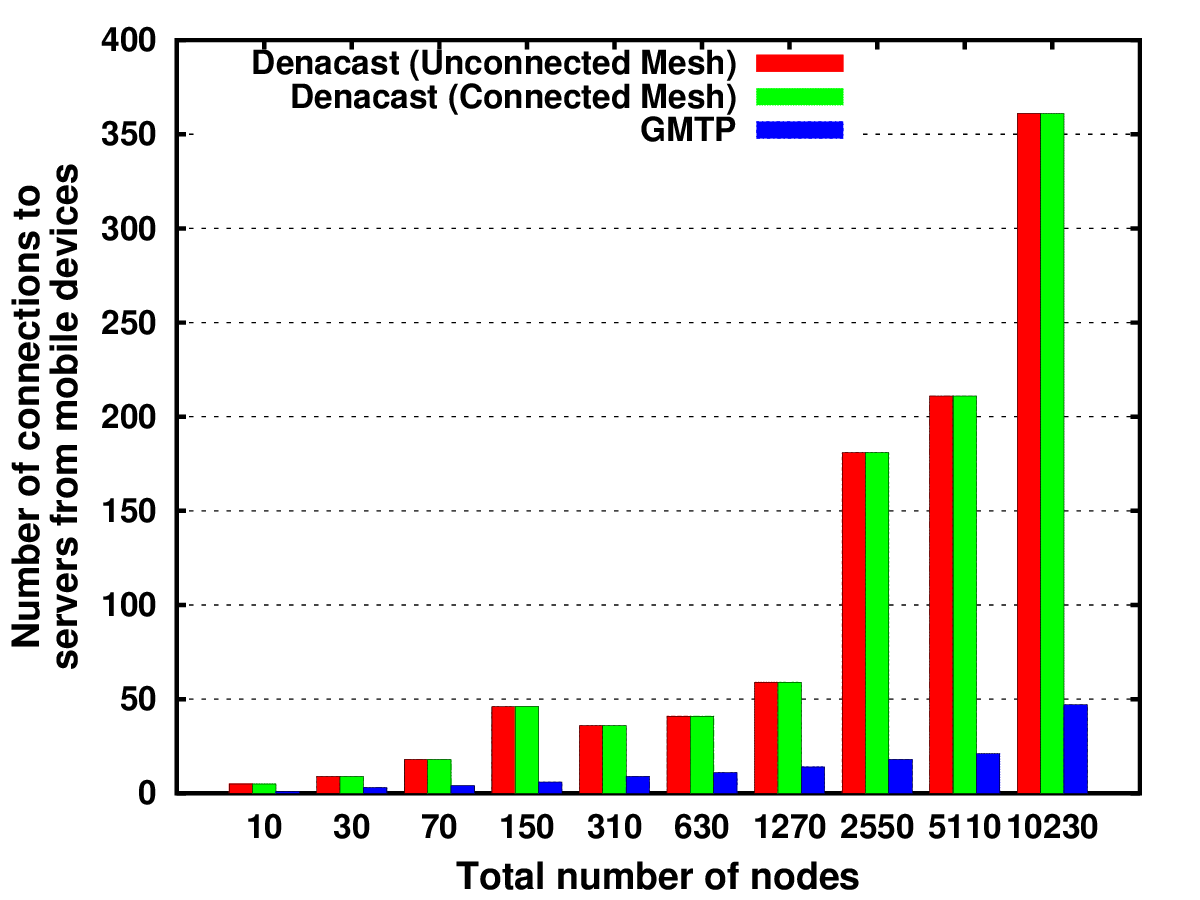 400
350
300
250
200
150
100
50
0
Number of connections to
servers from mobile devices
Denacast (Unconnected Mesh)
Denacast (Connected Mesh)
GMTP
10 30 70 150 310 630 1270 2550 5110 10230
Total number of nodes